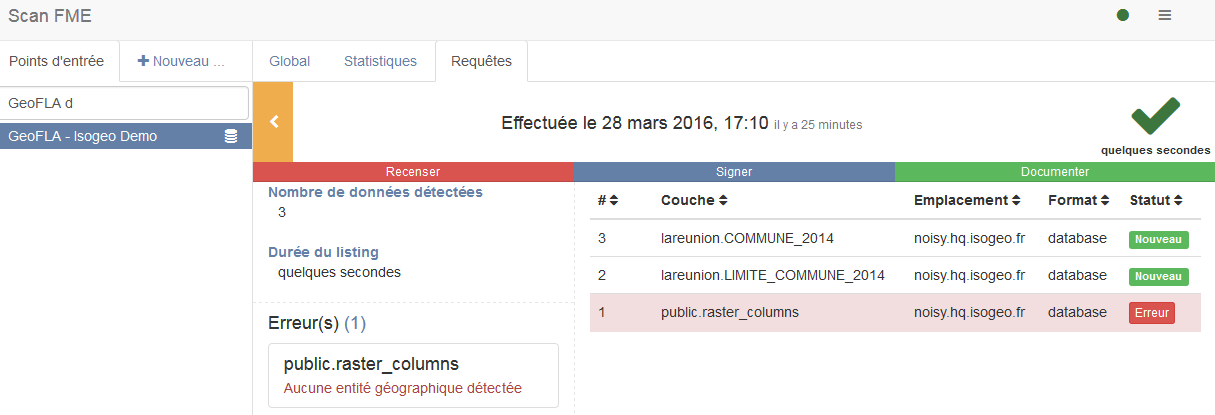 Scan FME
Points d'entrée
Nouveau ...
Global
Statistiques
Requêtes
GeoFLA d
GeoFLA - Isogeo Demo
Effectuée le 28 mars 2016, 17:10 il y a 25 minutes
quelques secondes
Recenser
Signer
Documenter
Nombre de données détectées
3
Durée du listing
quelques secondes
Erreur(s) (1)
public.raster_columns
Aucune entité géographique détectée
# Couche Emplacement Format Statut
3 lareunion.COMMUNE_2014 noisy.hq.isogeo.fr database Nouveau
2 lareunion.LIMITE_COMMUNE_2014 noisy.hq.isogeo.fr database Nouveau
1 public.raster_columns noisy.hq.isogeo.fr database Erreur